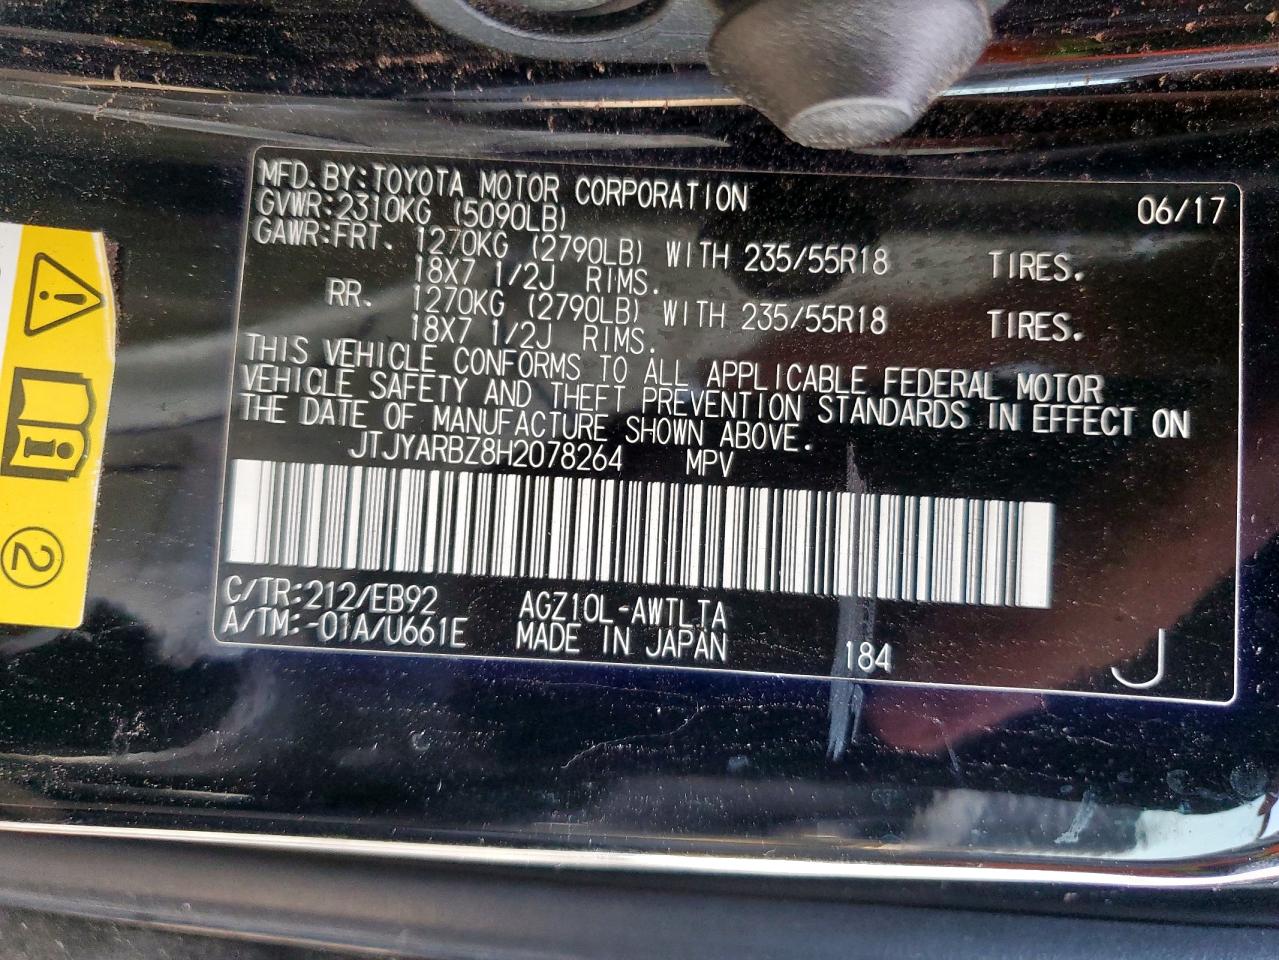 MFD. BY: TOYOTA MOTOR CORPORATION 06/17
GVWR: 2310KG (5090LB)
GAWR: FRT. 1270KG (2790LB) WITH 235/55R18 TIRES.
18X7 1/2J RIMS.
RR. 1270KG (2790LB) WITH 235/55R18 TIRES.
18X7 1/2J RIMS.
THIS VEHICLE CONFORMS TO ALL APPLICABLE FEDERAL MOTOR
VEHICLE SAFETY AND THEFT PREVENTION STANDARDS IN EFFECT ON
THE DATE OF MANUFACTURE SHOWN ABOVE.
JTJYARBZ8H2078264 MPV
C/TR: 212/EB92 AGZ10L-AWTLTA
A/TM: -01A/U661E MADE IN JAPAN 184 J
2